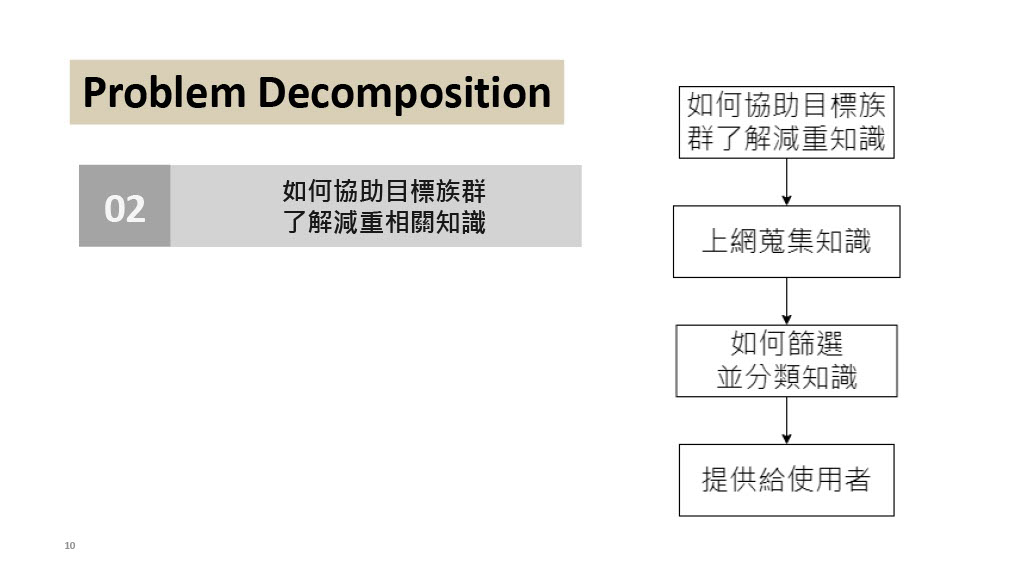 Problem Decomposition
02
如何協助目標族群
了解減重相關知識
如何協助目標族
群了解減重知識
上網蒐集知識
如何篩選
並分類知識
提供給使用者
10